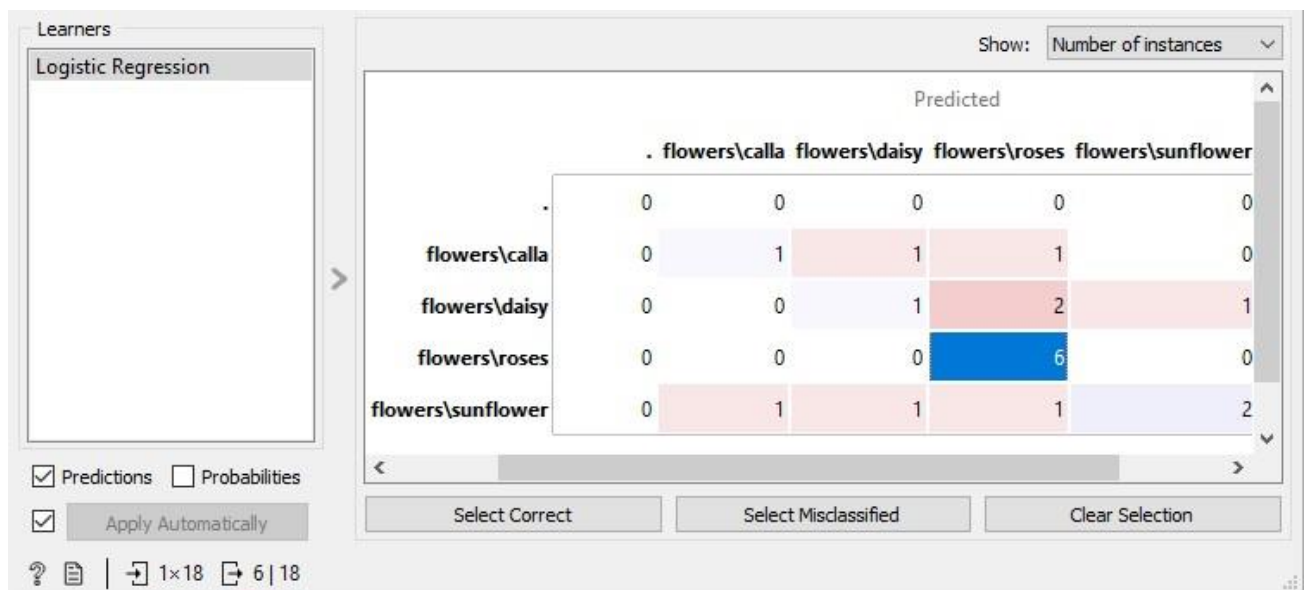 Learners
Logistic Regression
Predictions Probabilities
Apply Automatically
? 1×18 6|18
Show: Number of instances
Predicted
. flowers\calla flowers\daisy flowers\roses flowers\sunflower
. 0 0 0 0 0
flowers\calla 0 1 1 1 0
flowers\daisy 0 0 1 2 1
flowers\roses 0 0 0 6 0
flowers\sunflower 0 1 1 1 2
Select Correct Select Misclassified Clear Selection